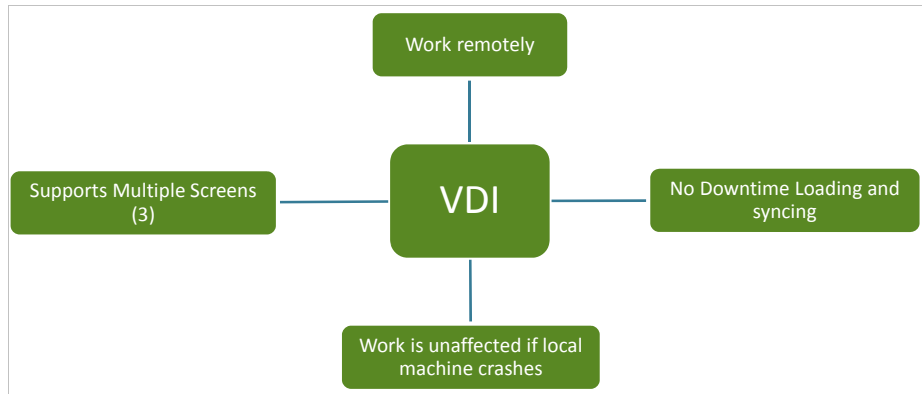 Work remotely
Supports Multiple Screens
(3)
VDI
No Downtime Loading and
syncing
Work is unaffected if local
machine crashes